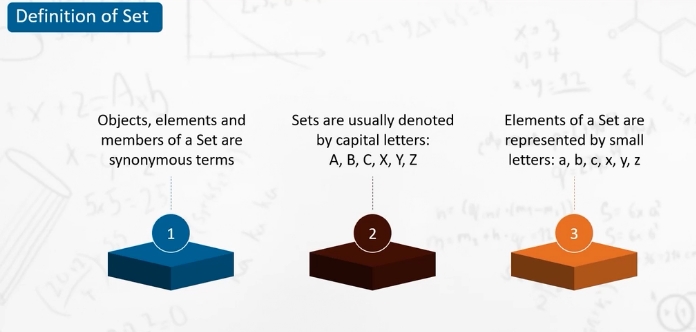 Definition of Set
Objects, elements and
members of a Set are
synonymous terms
Sets are usually denoted
by capital letters:
A, B, C, X, Y, Z
Elements of a Set are
represented by small
letters: a, b, c, x, y, z
1
2
3